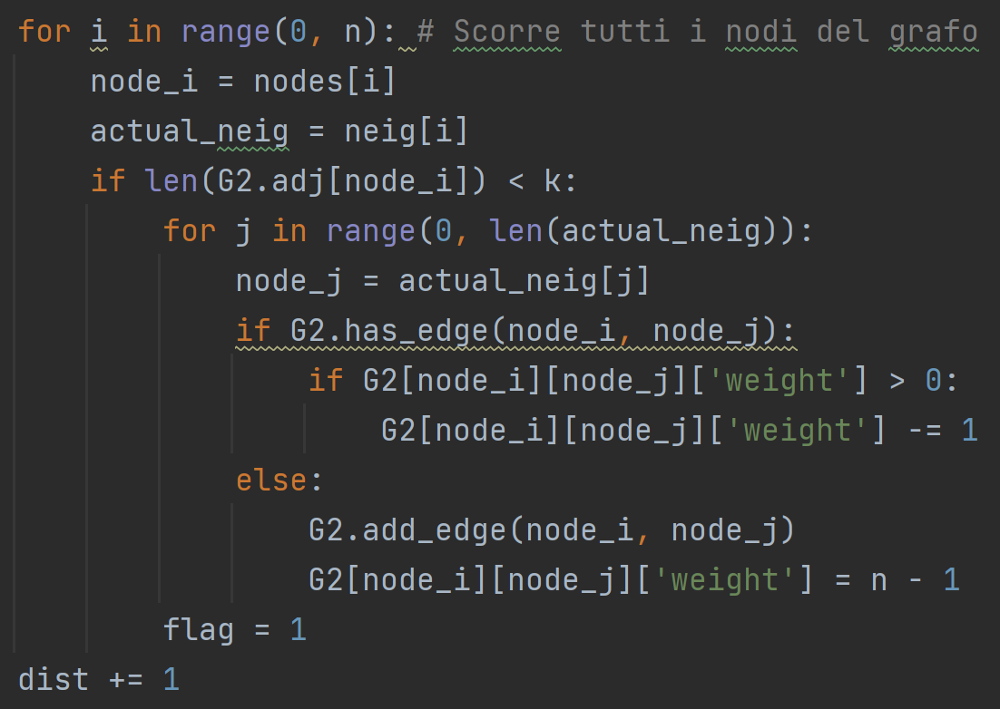 for i in range(0, n): # Scorre tutti i nodi del grafo
    node_i = nodes[i]
    actual_neig = neig[i]
    if len(G2.adj[node_i]) < k:
        for j in range(0, len(actual_neig)):
            node_j = actual_neig[j]
            if G2.has_edge(node_i, node_j):
                if G2[node_i][node_j]['weight'] > 0:
                    G2[node_i][node_j]['weight'] -= 1
            else:
                G2.add_edge(node_i, node_j)
                G2[node_i][node_j]['weight'] = n - 1
        flag = 1
dist += 1